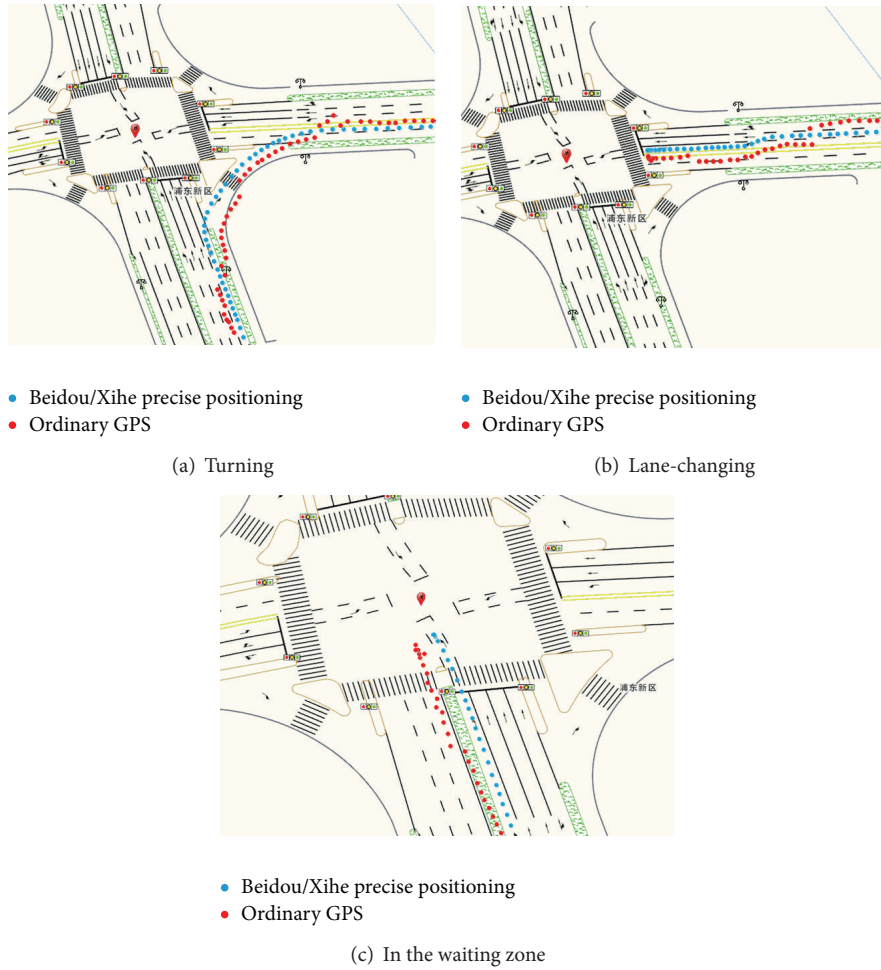 浦东新区
浦东新区
Beidou/Xihe precise positioning
Ordinary GPS
Beidou/Xihe precise positioning
Ordinary GPS
(a) Turning
(b) Lane-changing
浦东新区
Beidou/Xihe precise positioning
Ordinary GPS
(c) In the waiting zone